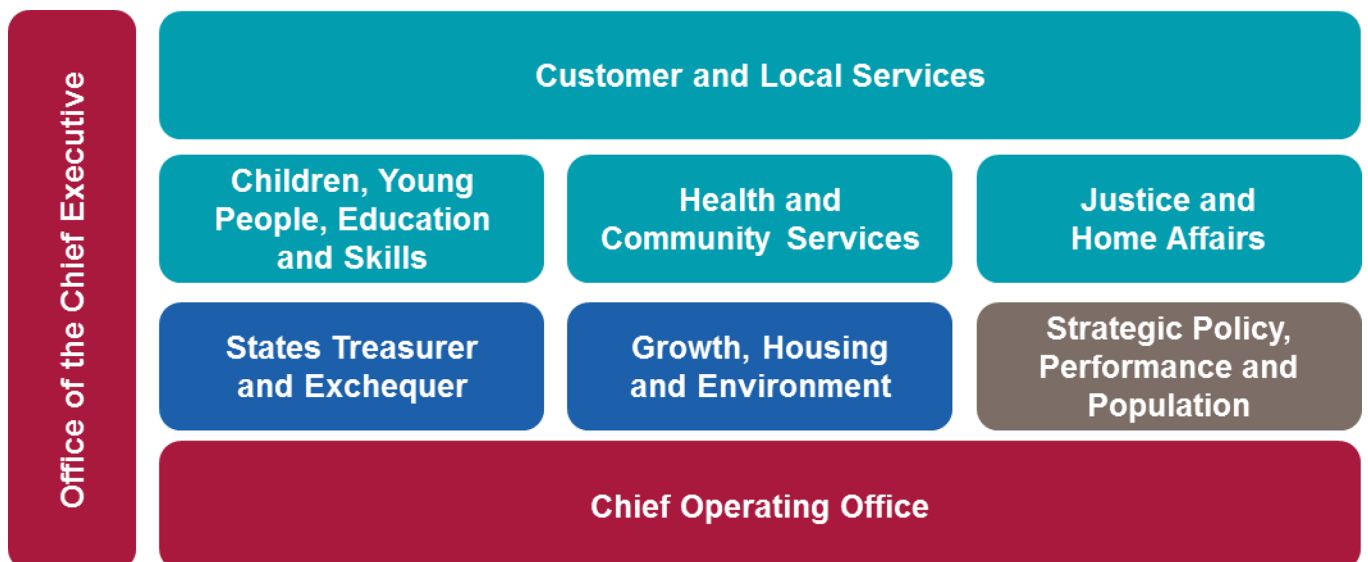 Office of the Chief Executive
Customer and Local Services
Children, Young
People, Education
and Skills
Health and
Community Services
Justice and
Home Affairs
States Treasurer
and Exchequer
Growth, Housing
and Environment
Strategic Policy,
Performance and
Population
Chief Operating Office